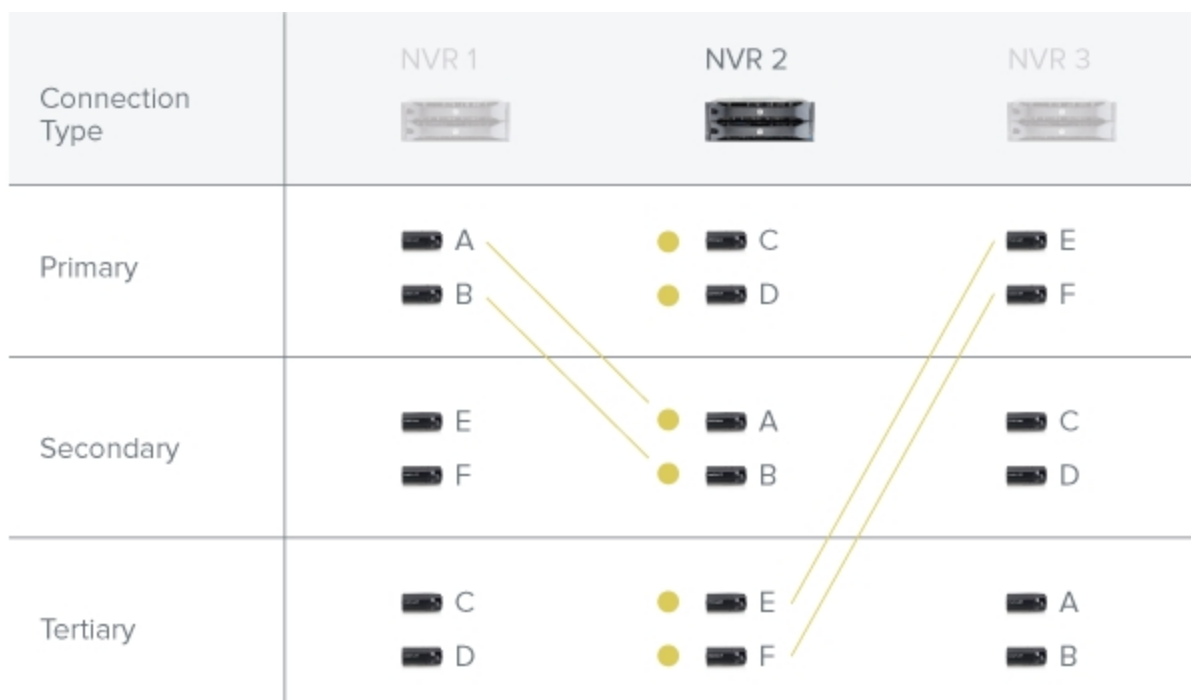 NVR 1
NVR 2
NVR 3
Connection
Type
Primary
A
C
E
B
D
F
Secondary
E
A
C
F
B
D
Tertiary
C
E
A
D
F
B